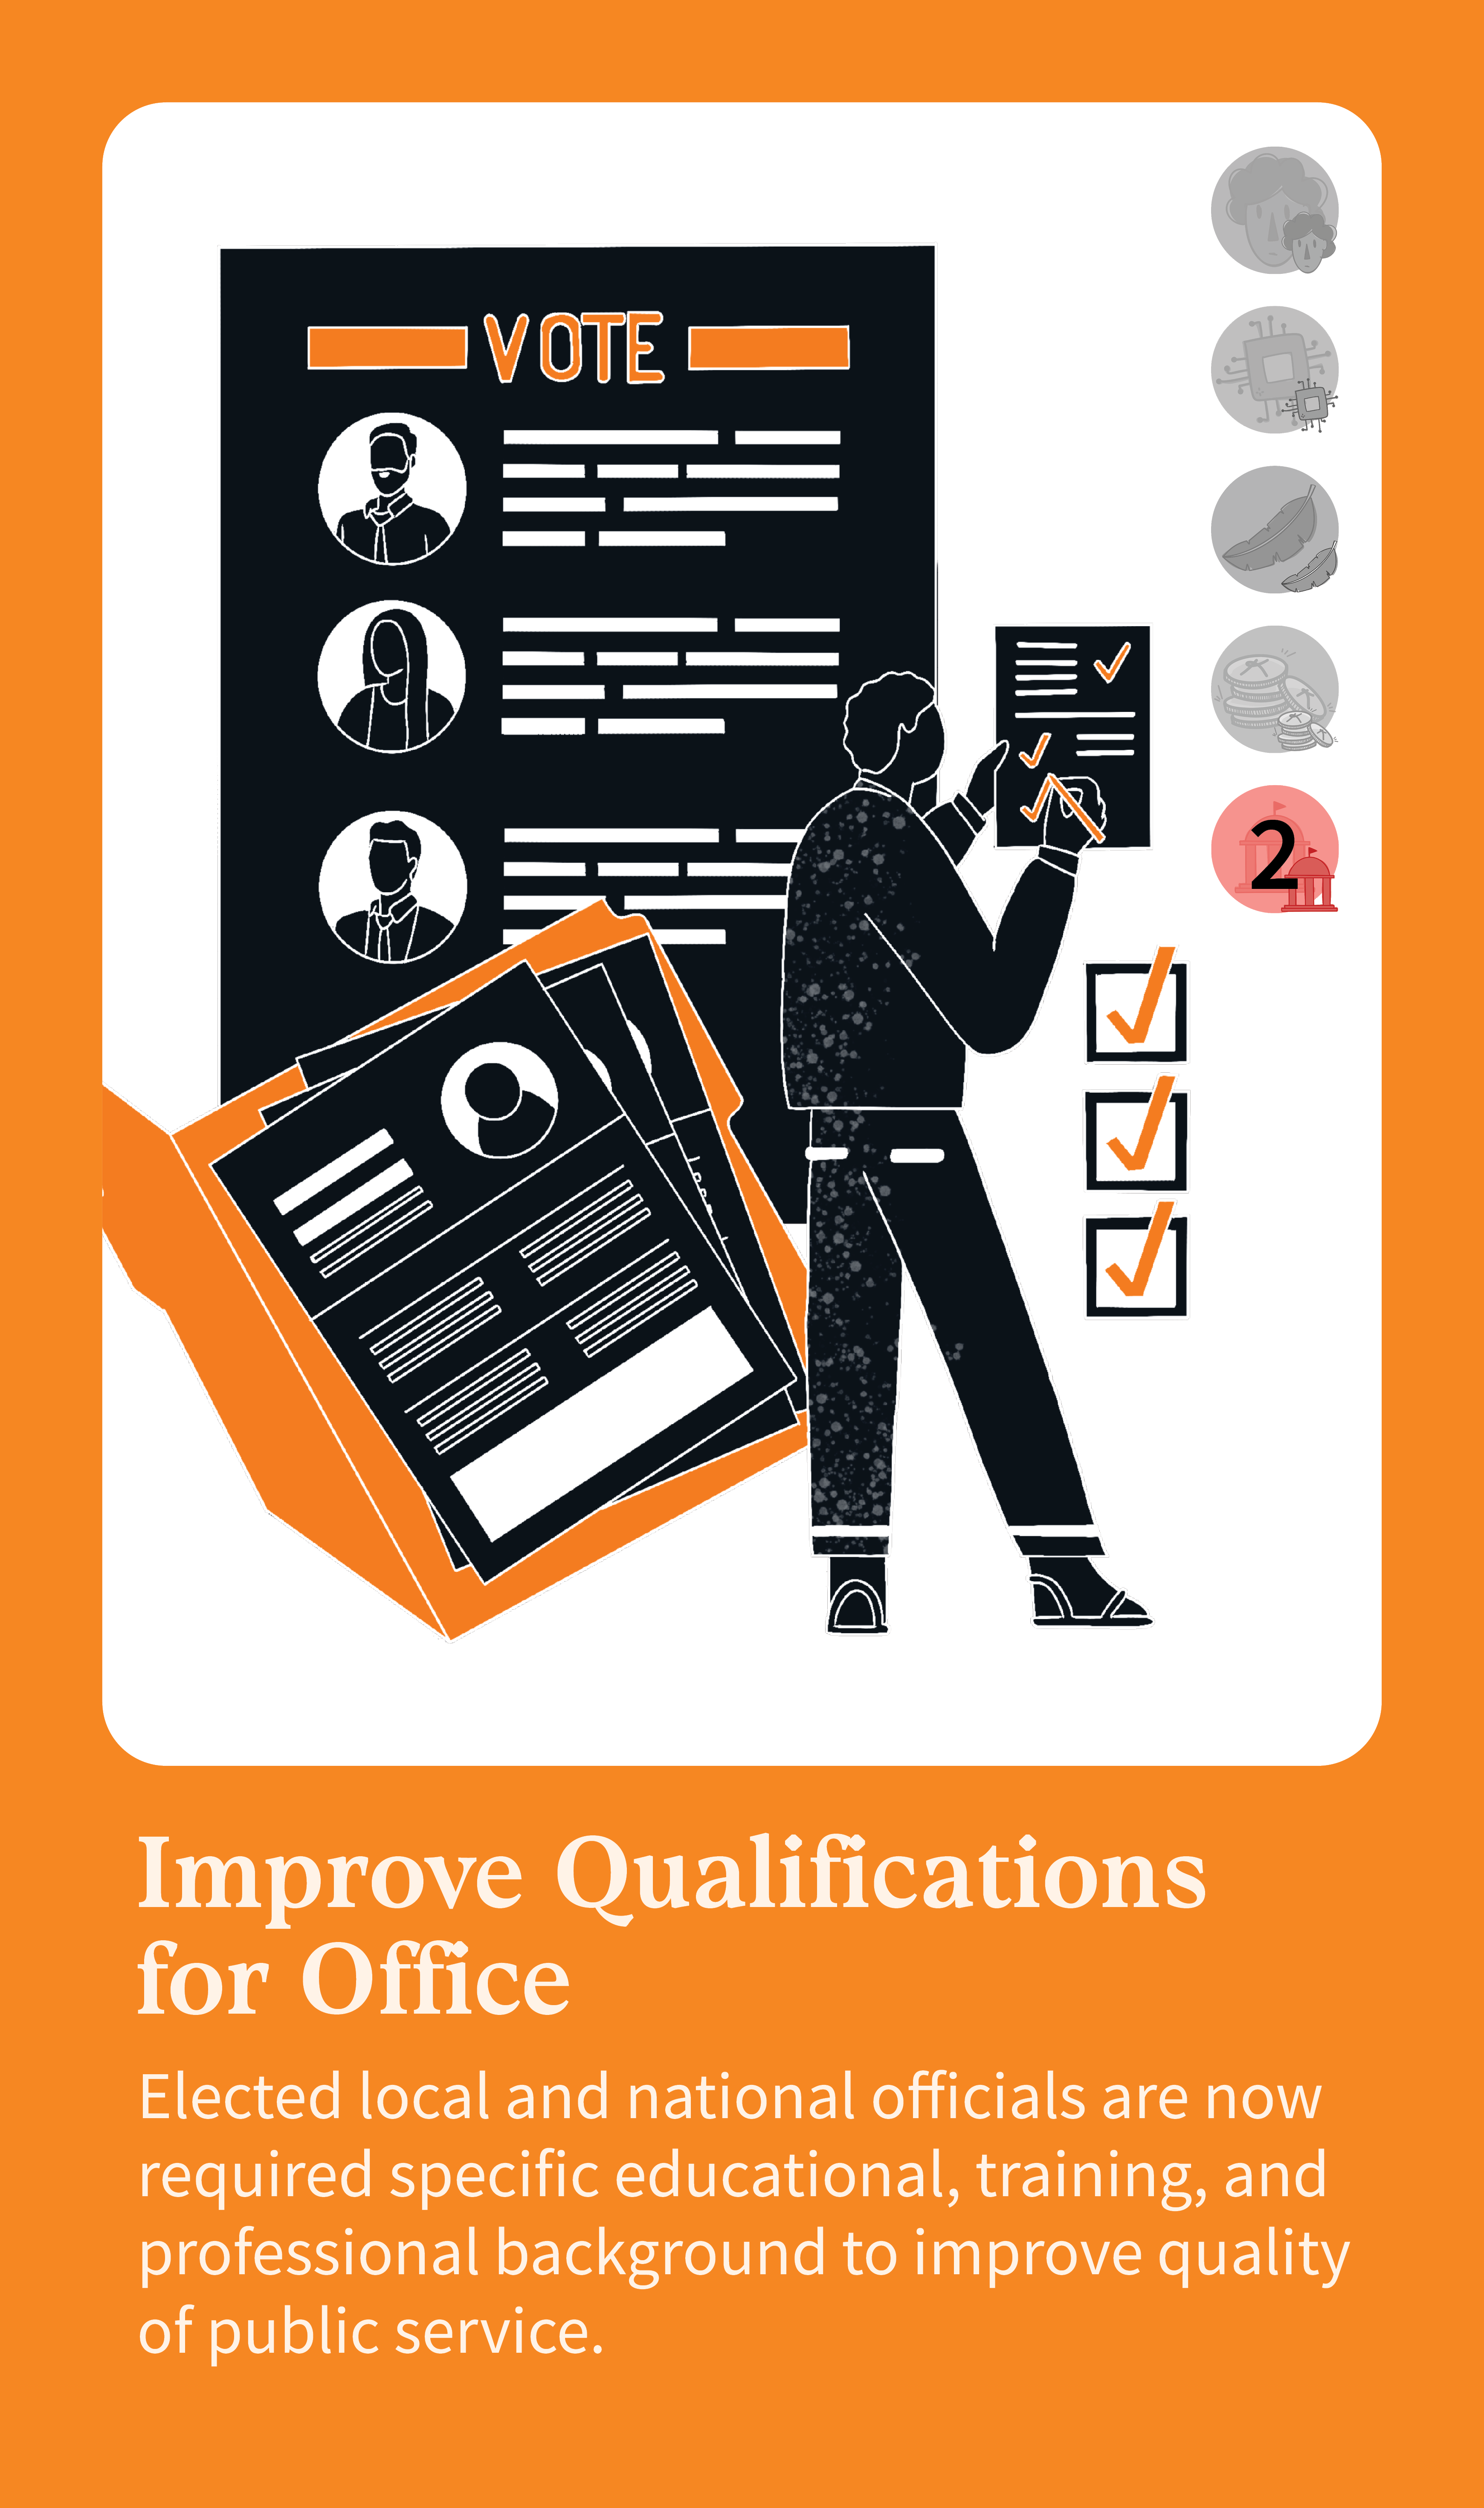 VOTE
2
Improve Qualifications
for Office
Elected local and national officials are now
required specific educational, training, and
professional background to improve quality
of public service.